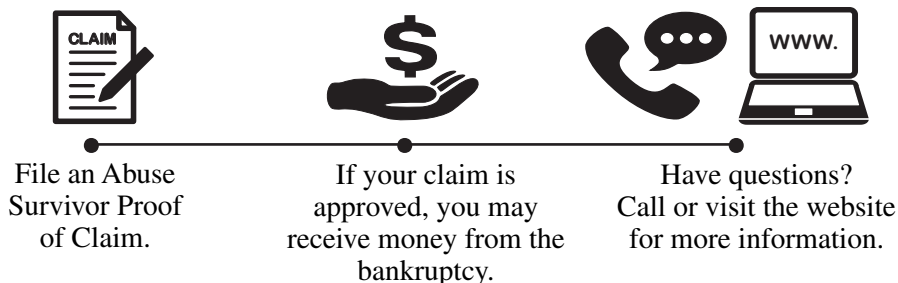 CLAIM
$
WWW.
File an Abuse
Survivor Proof
of Claim.
If your claim is
approved, you may
receive money from the
bankruptcy.
Have questions?
Call or visit the website
for more information.